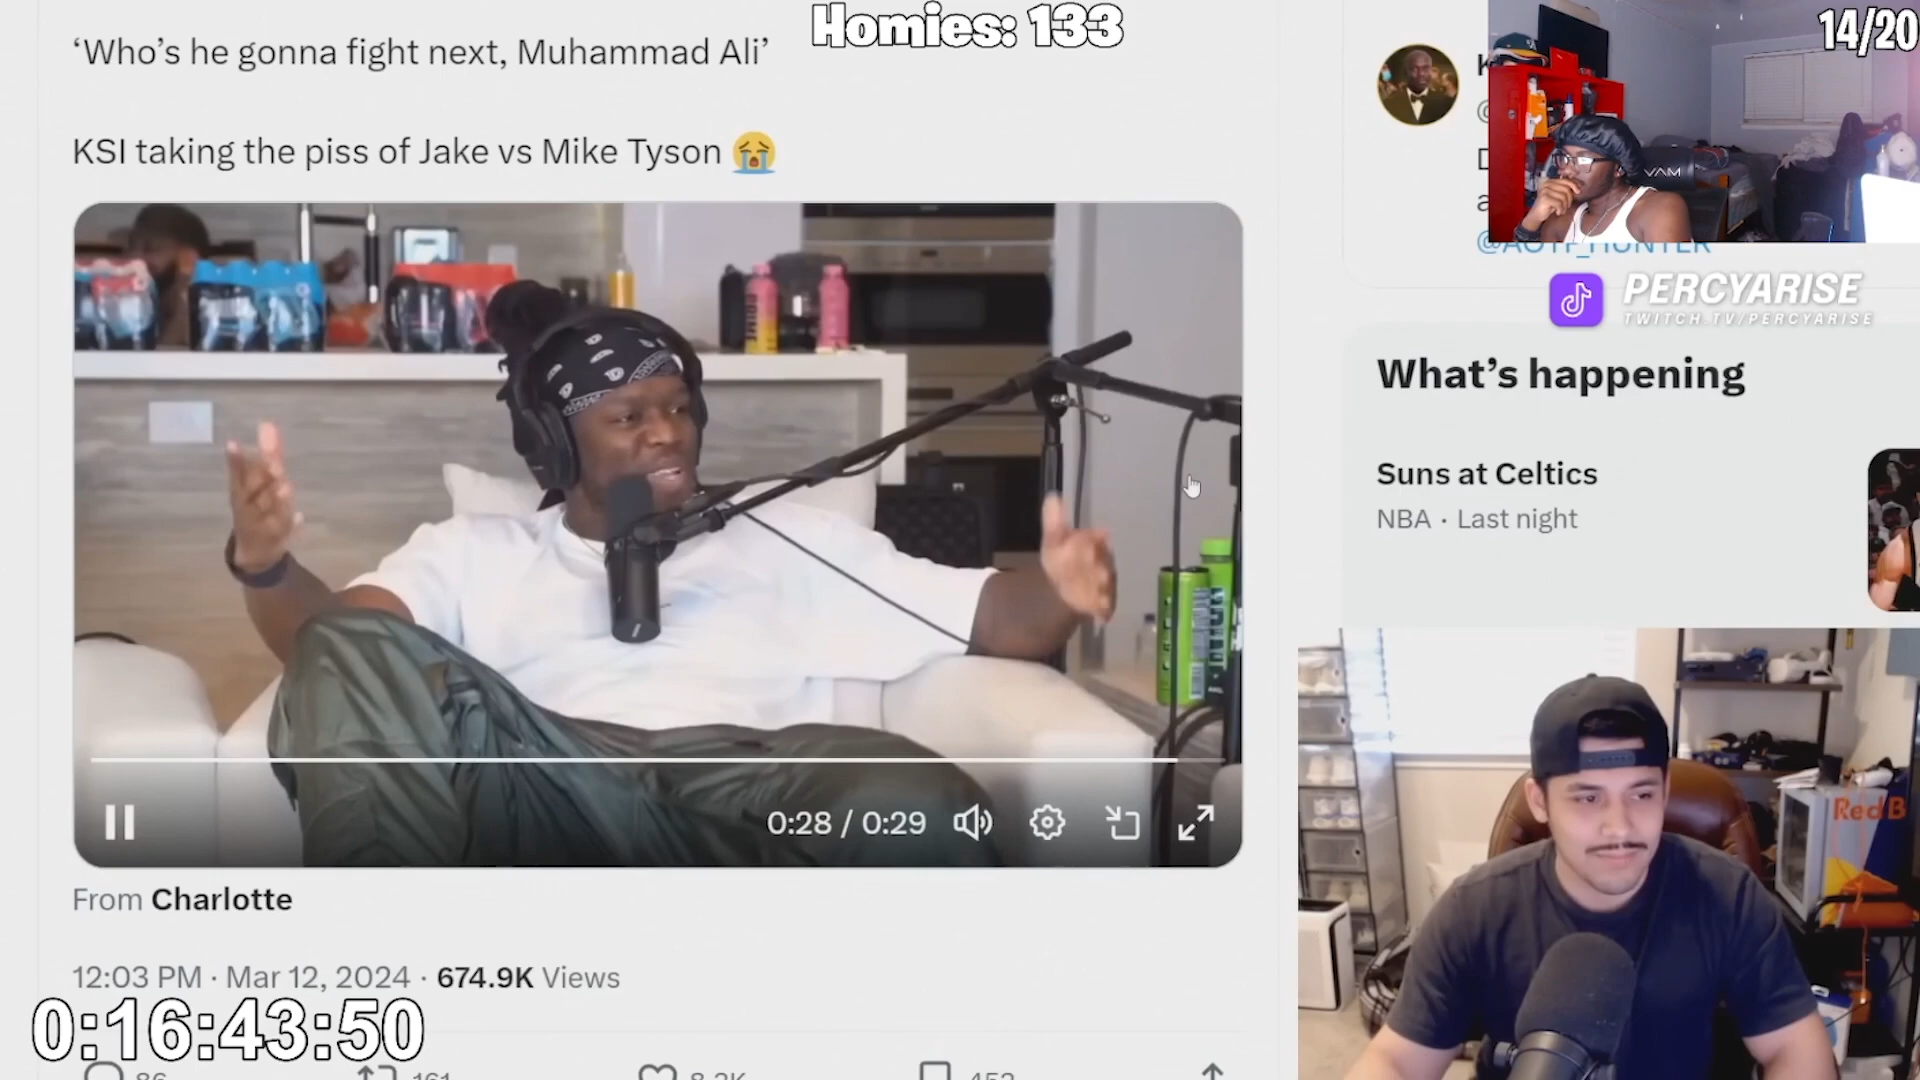 Homies: 133
14/20
‘Who’s he gonna fight next, Muhammad Ali’
KSI taking the piss of Jake vs Mike Tyson 😭
0:28 / 0:29
From Charlotte
12:03 PM · Mar 12, 2024 · 674.9K Views
0:16:43:50
K
@
@AOTP_HUNTER
PERCYARISE
TWITCH.TV/PERCYARISE
What’s happening
Suns at Celtics
NBA · Last night
Red B